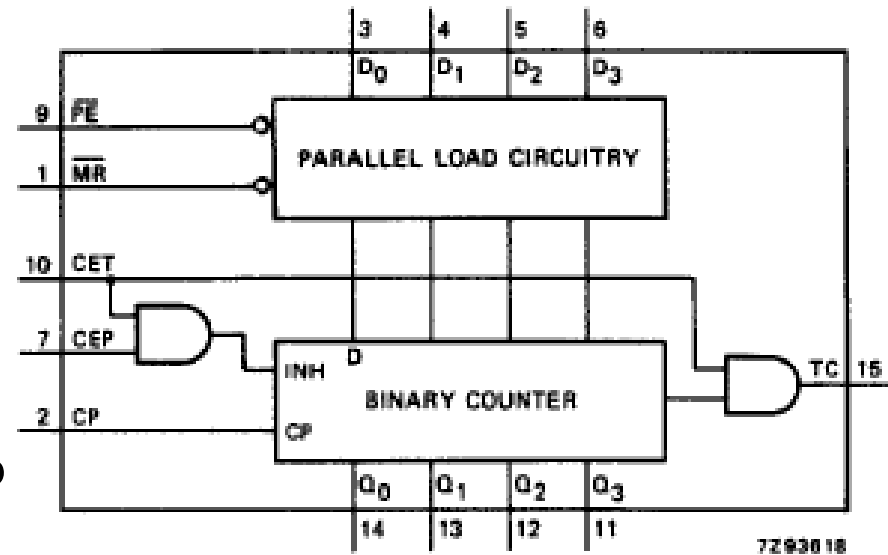 3 4 5 6
D0 D1 D2 D3
9 PE
PARALLEL LOAD CIRCUITRY
1 MR
10 CET
7 CEP
D
INH
TC 15
BINARY COUNTER
2 CP
CP
Q0 Q1 Q2 Q3
14 13 12 11
7Z93618